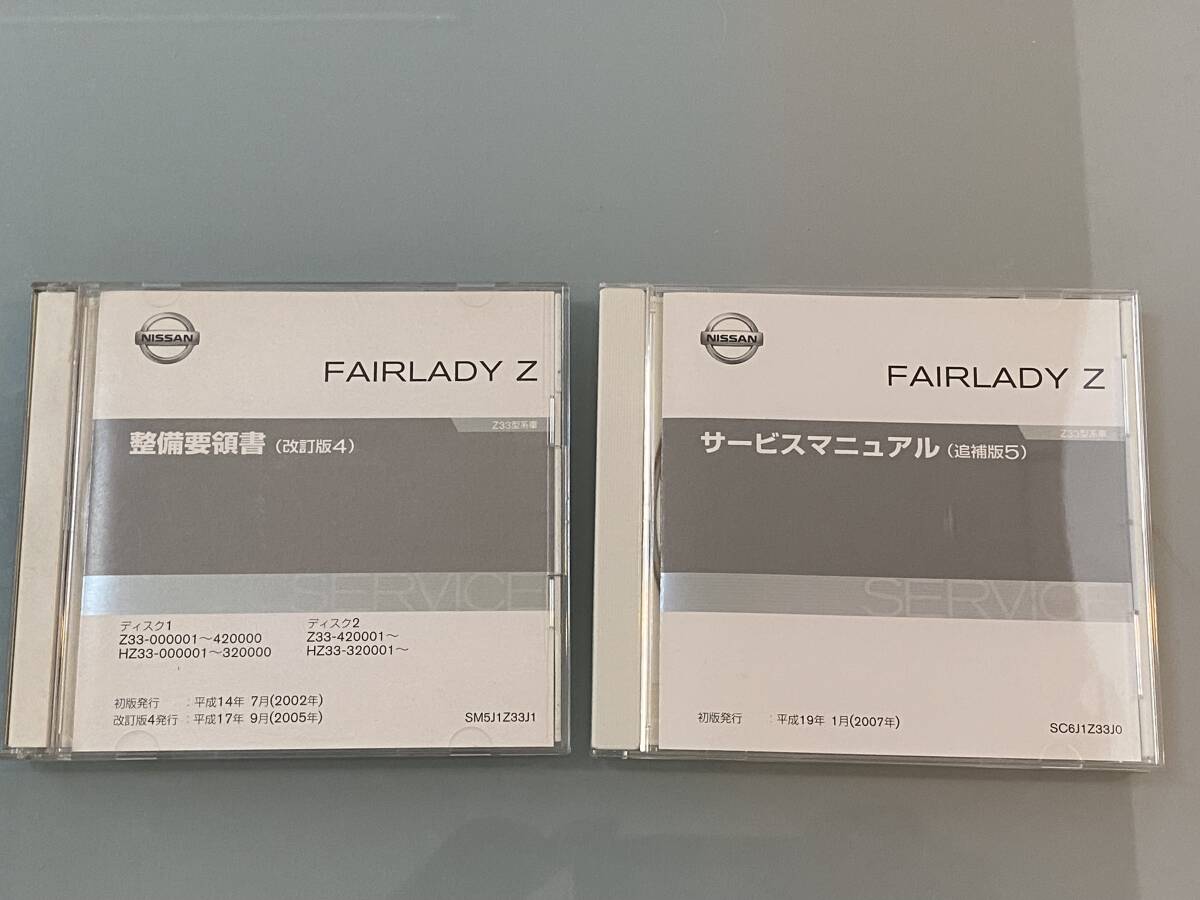 NISSAN
FAIRLADY Z
Z33型系車
整備要領書（改訂版4）
SERVICE
ディスク1
Z33-000001〜420000
HZ33-000001〜320000
ディスク2
Z33-420001〜
HZ33-320001〜
初版発行　：平成14年 7月(2002年)
改訂版4発行 ：平成17年 9月(2005年)
SM5J1Z33J1
NISSAN
FAIRLADY Z
Z33型系車
サービスマニュアル（追補版5）
SERVICE
初版発行　：平成19年 1月(2007年)
SC6J1Z33J0